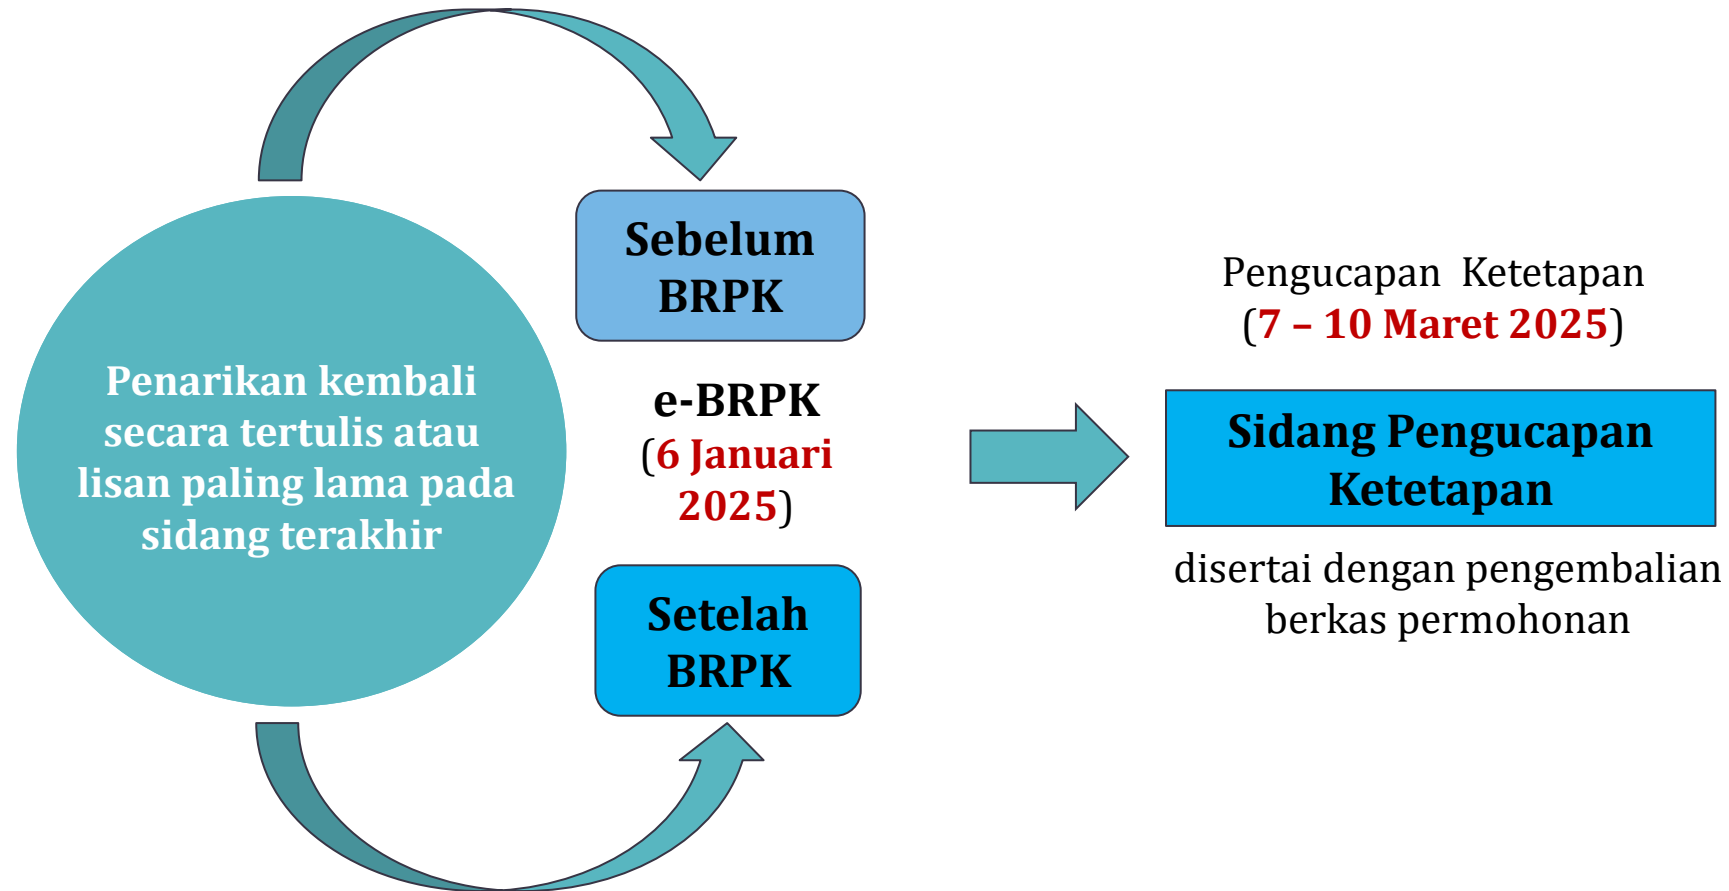 Penarikan kembali
secara tertulis atau
lisan paling lama pada
sidang terakhir
Sebelum
BRPK
e-BRPK
(6 Januari
2025)
Setelah
BRPK
Pengucapan Ketetapan
(7 – 10 Maret 2025)
Sidang Pengucapan
Ketetapan
disertai dengan pengembalian
berkas permohonan